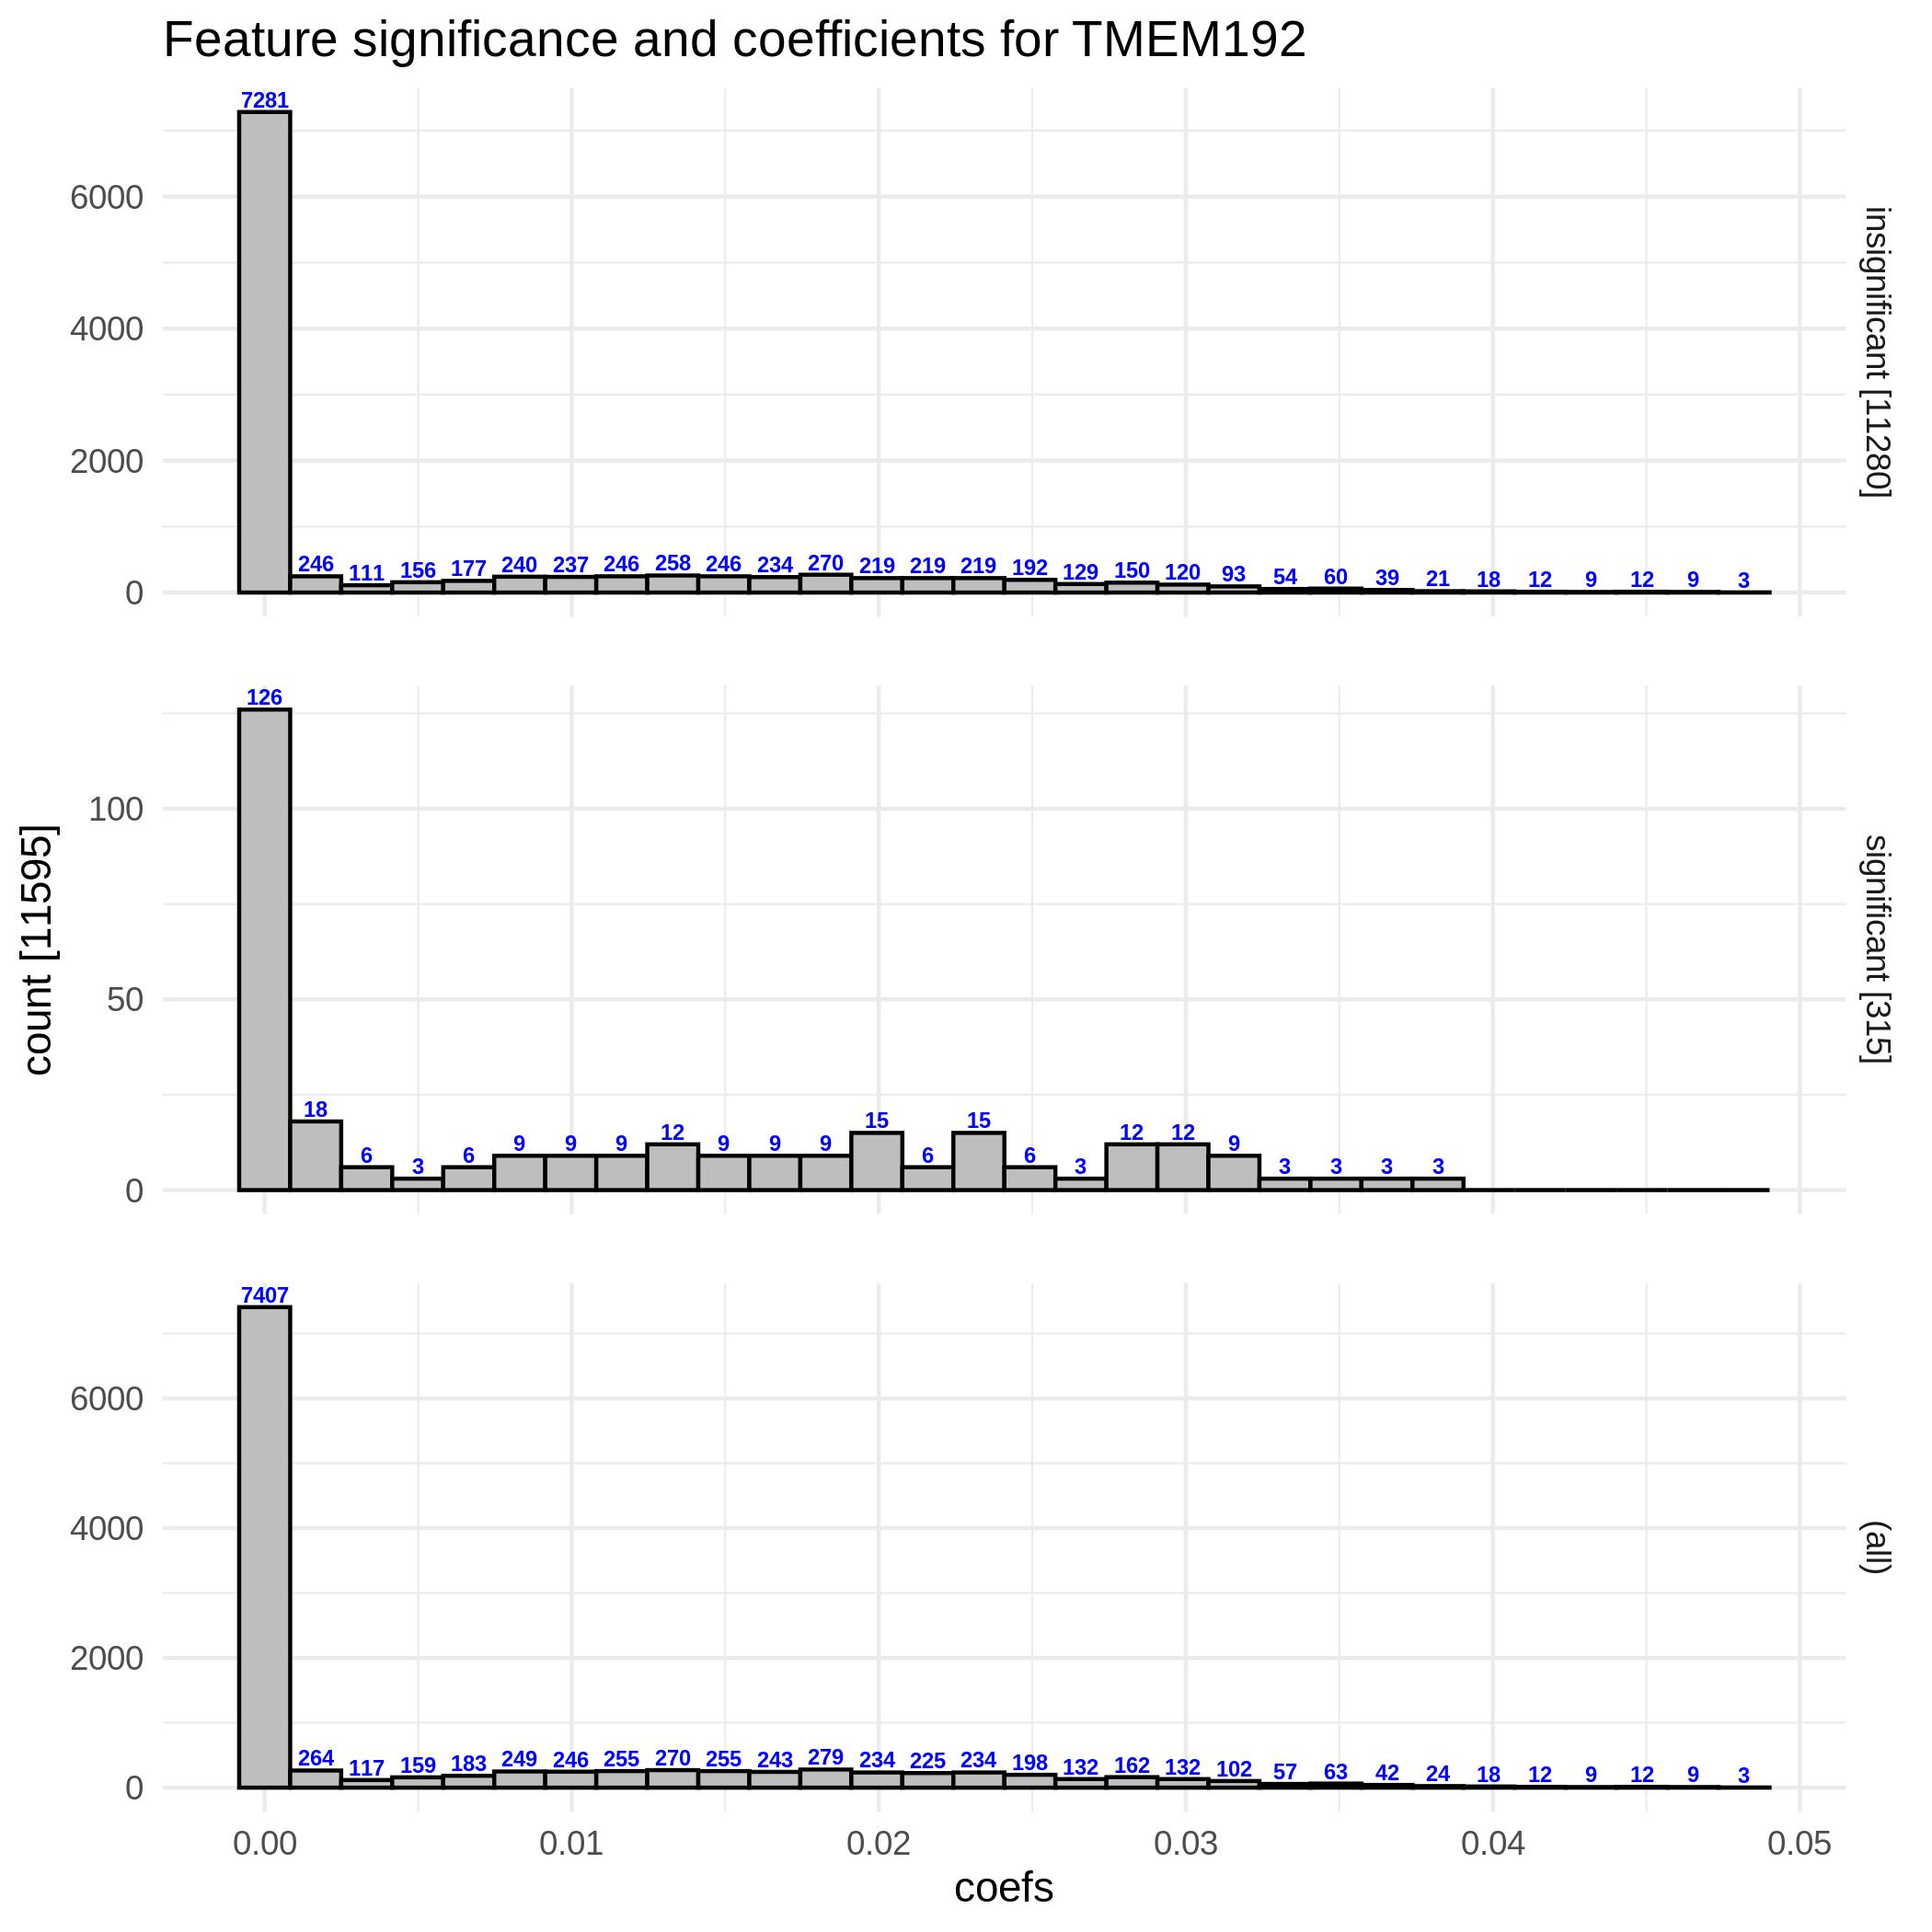 Feature significance and coefficients for TMEM192
7281
6000
4000
2000
0
246 111 156 177 240 237 246 258 246 234 270 219 219 219 192 129 150 120 93 54 60 39 21 18 12 9 12 9 3
insignificant [11280]
126
100
50
0
18 6 3 6 9 9 9 12 9 9 9 15 6 15 6 3 12 12 9 3 3 3 3
significant [315]
count [11595]
7407
6000
4000
2000
0
264 117 159 183 249 246 255 270 255 243 279 234 225 234 198 132 162 132 102 57 63 42 24 18 12 9 12 9 3
(all)
0.00 0.01 0.02 0.03 0.04 0.05
coefs